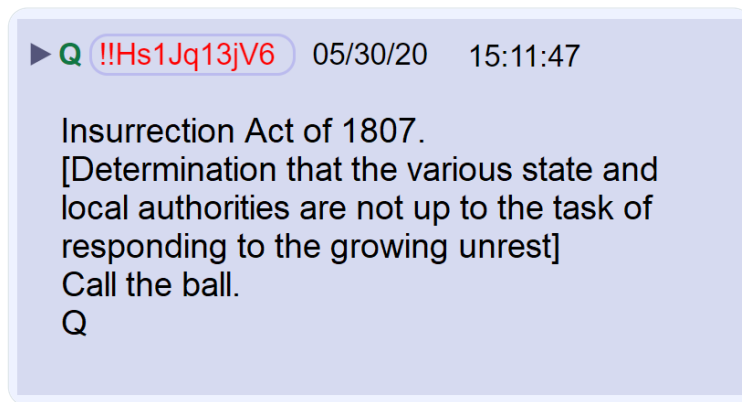 Q !!Hs1Jq13jV6 05/30/20 15:11:47
Insurrection Act of 1807.
[Determination that the various state and
local authorities are not up to the task of
responding to the growing unrest]
Call the ball.
Q